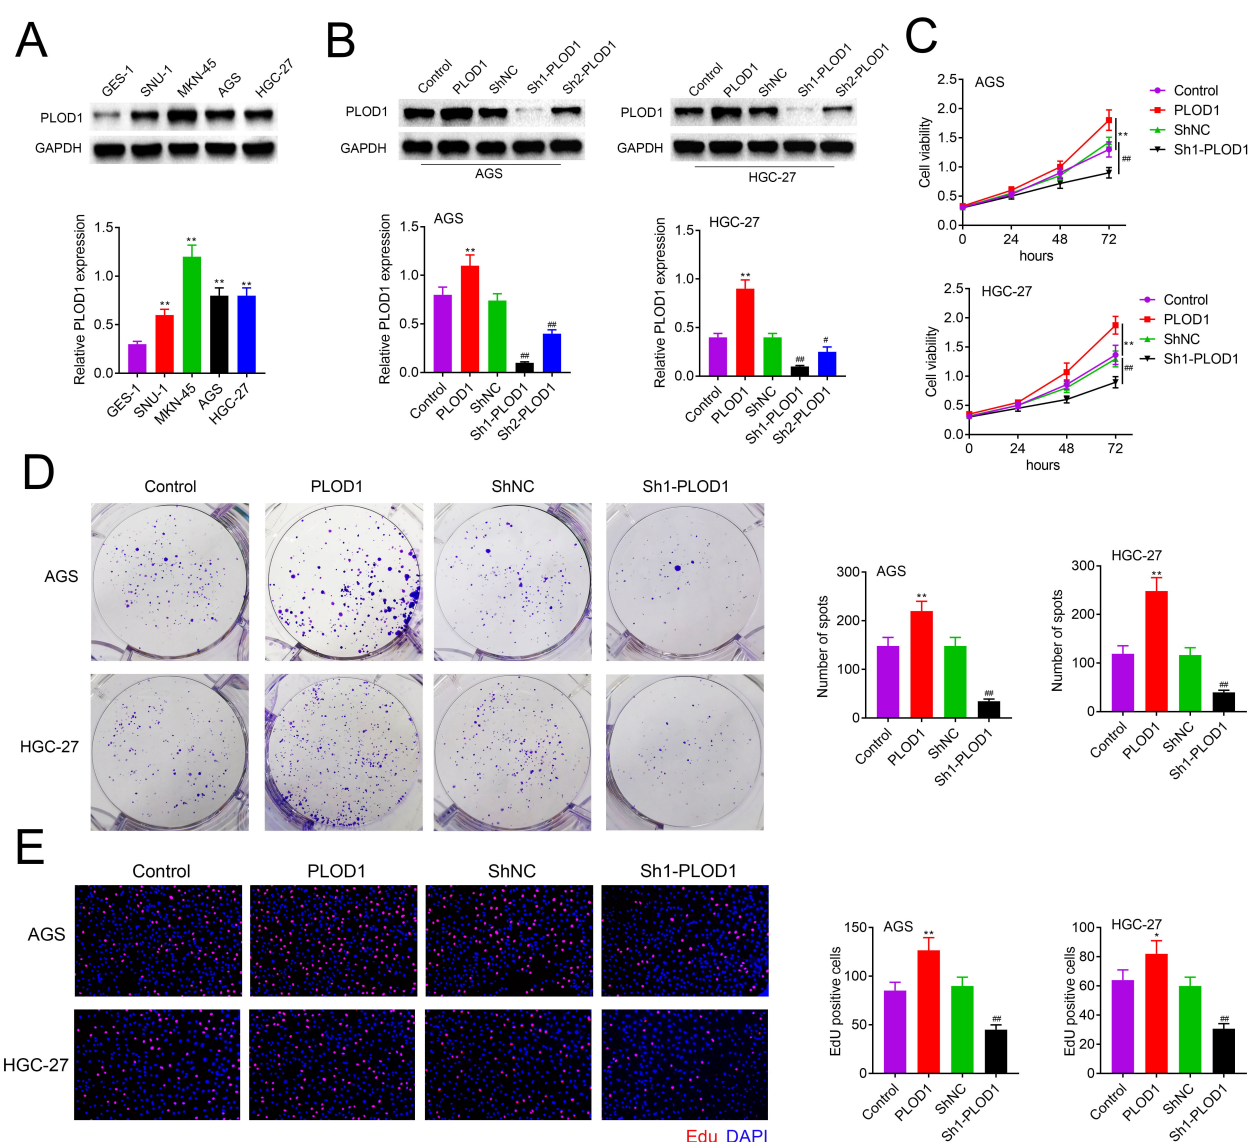 A
GES-1 SNU-1 MKN-45 AGS HGC-27
PLOD1
GAPDH
Relative PLOD1 expression
1.5
1.0
0.5
0.0
** ** ** **
GES-1 SNU-1 MKN-45 AGS HGC-27
B
Control PLOD1 ShNC Sh1-PLOD1 Sh2-PLOD1
PLOD1
GAPDH
AGS
Control PLOD1 ShNC Sh1-PLOD1 Sh2-PLOD1
PLOD1
GAPDH
HGC-27
AGS
Relative PLOD1 expression
1.5
1.0
0.5
0.0
** ## ##
Control PLOD1 ShNC Sh1-PLOD1 Sh2-PLOD1
HGC-27
Relative PLOD1 expression
1.5
1.0
0.5
0.0
** ## #
Control PLOD1 ShNC Sh1-PLOD1 Sh2-PLOD1
C
AGS
Cell viability
2.5
2.0
1.5
1.0
0.5
0.0
0 24 48 72
hours
Control
PLOD1
ShNC
Sh1-PLOD1
**
##
HGC-27
Cell viability
2.5
2.0
1.5
1.0
0.5
0.0
0 24 48 72
hours
Control
PLOD1
ShNC
Sh1-PLOD1
**
##
D
Control PLOD1 ShNC Sh1-PLOD1
AGS
HGC-27
AGS
Number of spots
300
200
100
0
** ##
Control PLOD1 ShNC Sh1-PLOD1
HGC-27
Number of spots
300
200
100
0
** ##
Control PLOD1 ShNC Sh1-PLOD1
E
Control PLOD1 ShNC Sh1-PLOD1
AGS
HGC-27
Edu DAPI
AGS
EdU positive cells
150
100
50
0
** ##
Control PLOD1 ShNC Sh1-PLOD1
HGC-27
EdU positive cells
100
80
60
40
20
0
* ##
Control PLOD1 ShNC Sh1-PLOD1